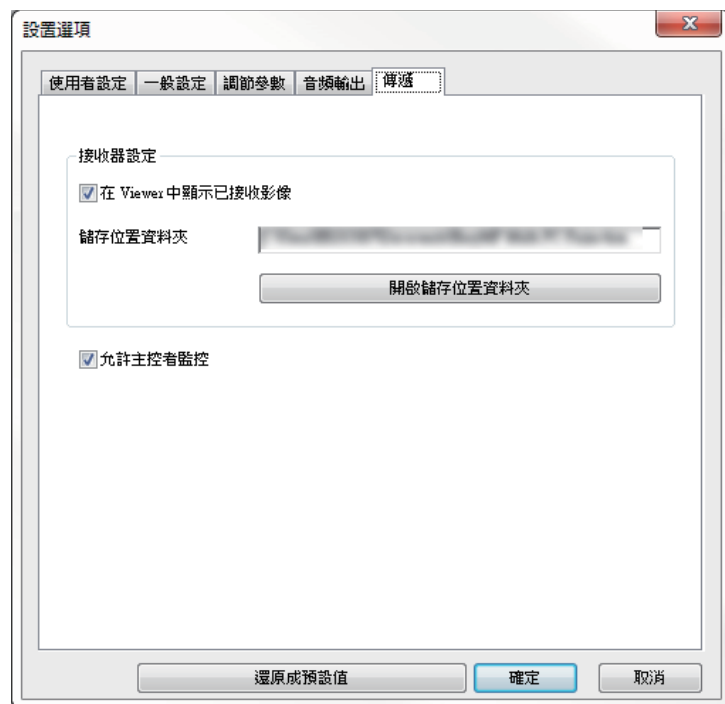 設置選項
使用者設定 一般設定 調節參數 音頻輸出 傳遞
接收器設定
在 Viewer 中顯示已接收影像
儲存位置資料夾
開啟儲存位置資料夾
允許主控者監控
還原成預設值 確定 取消